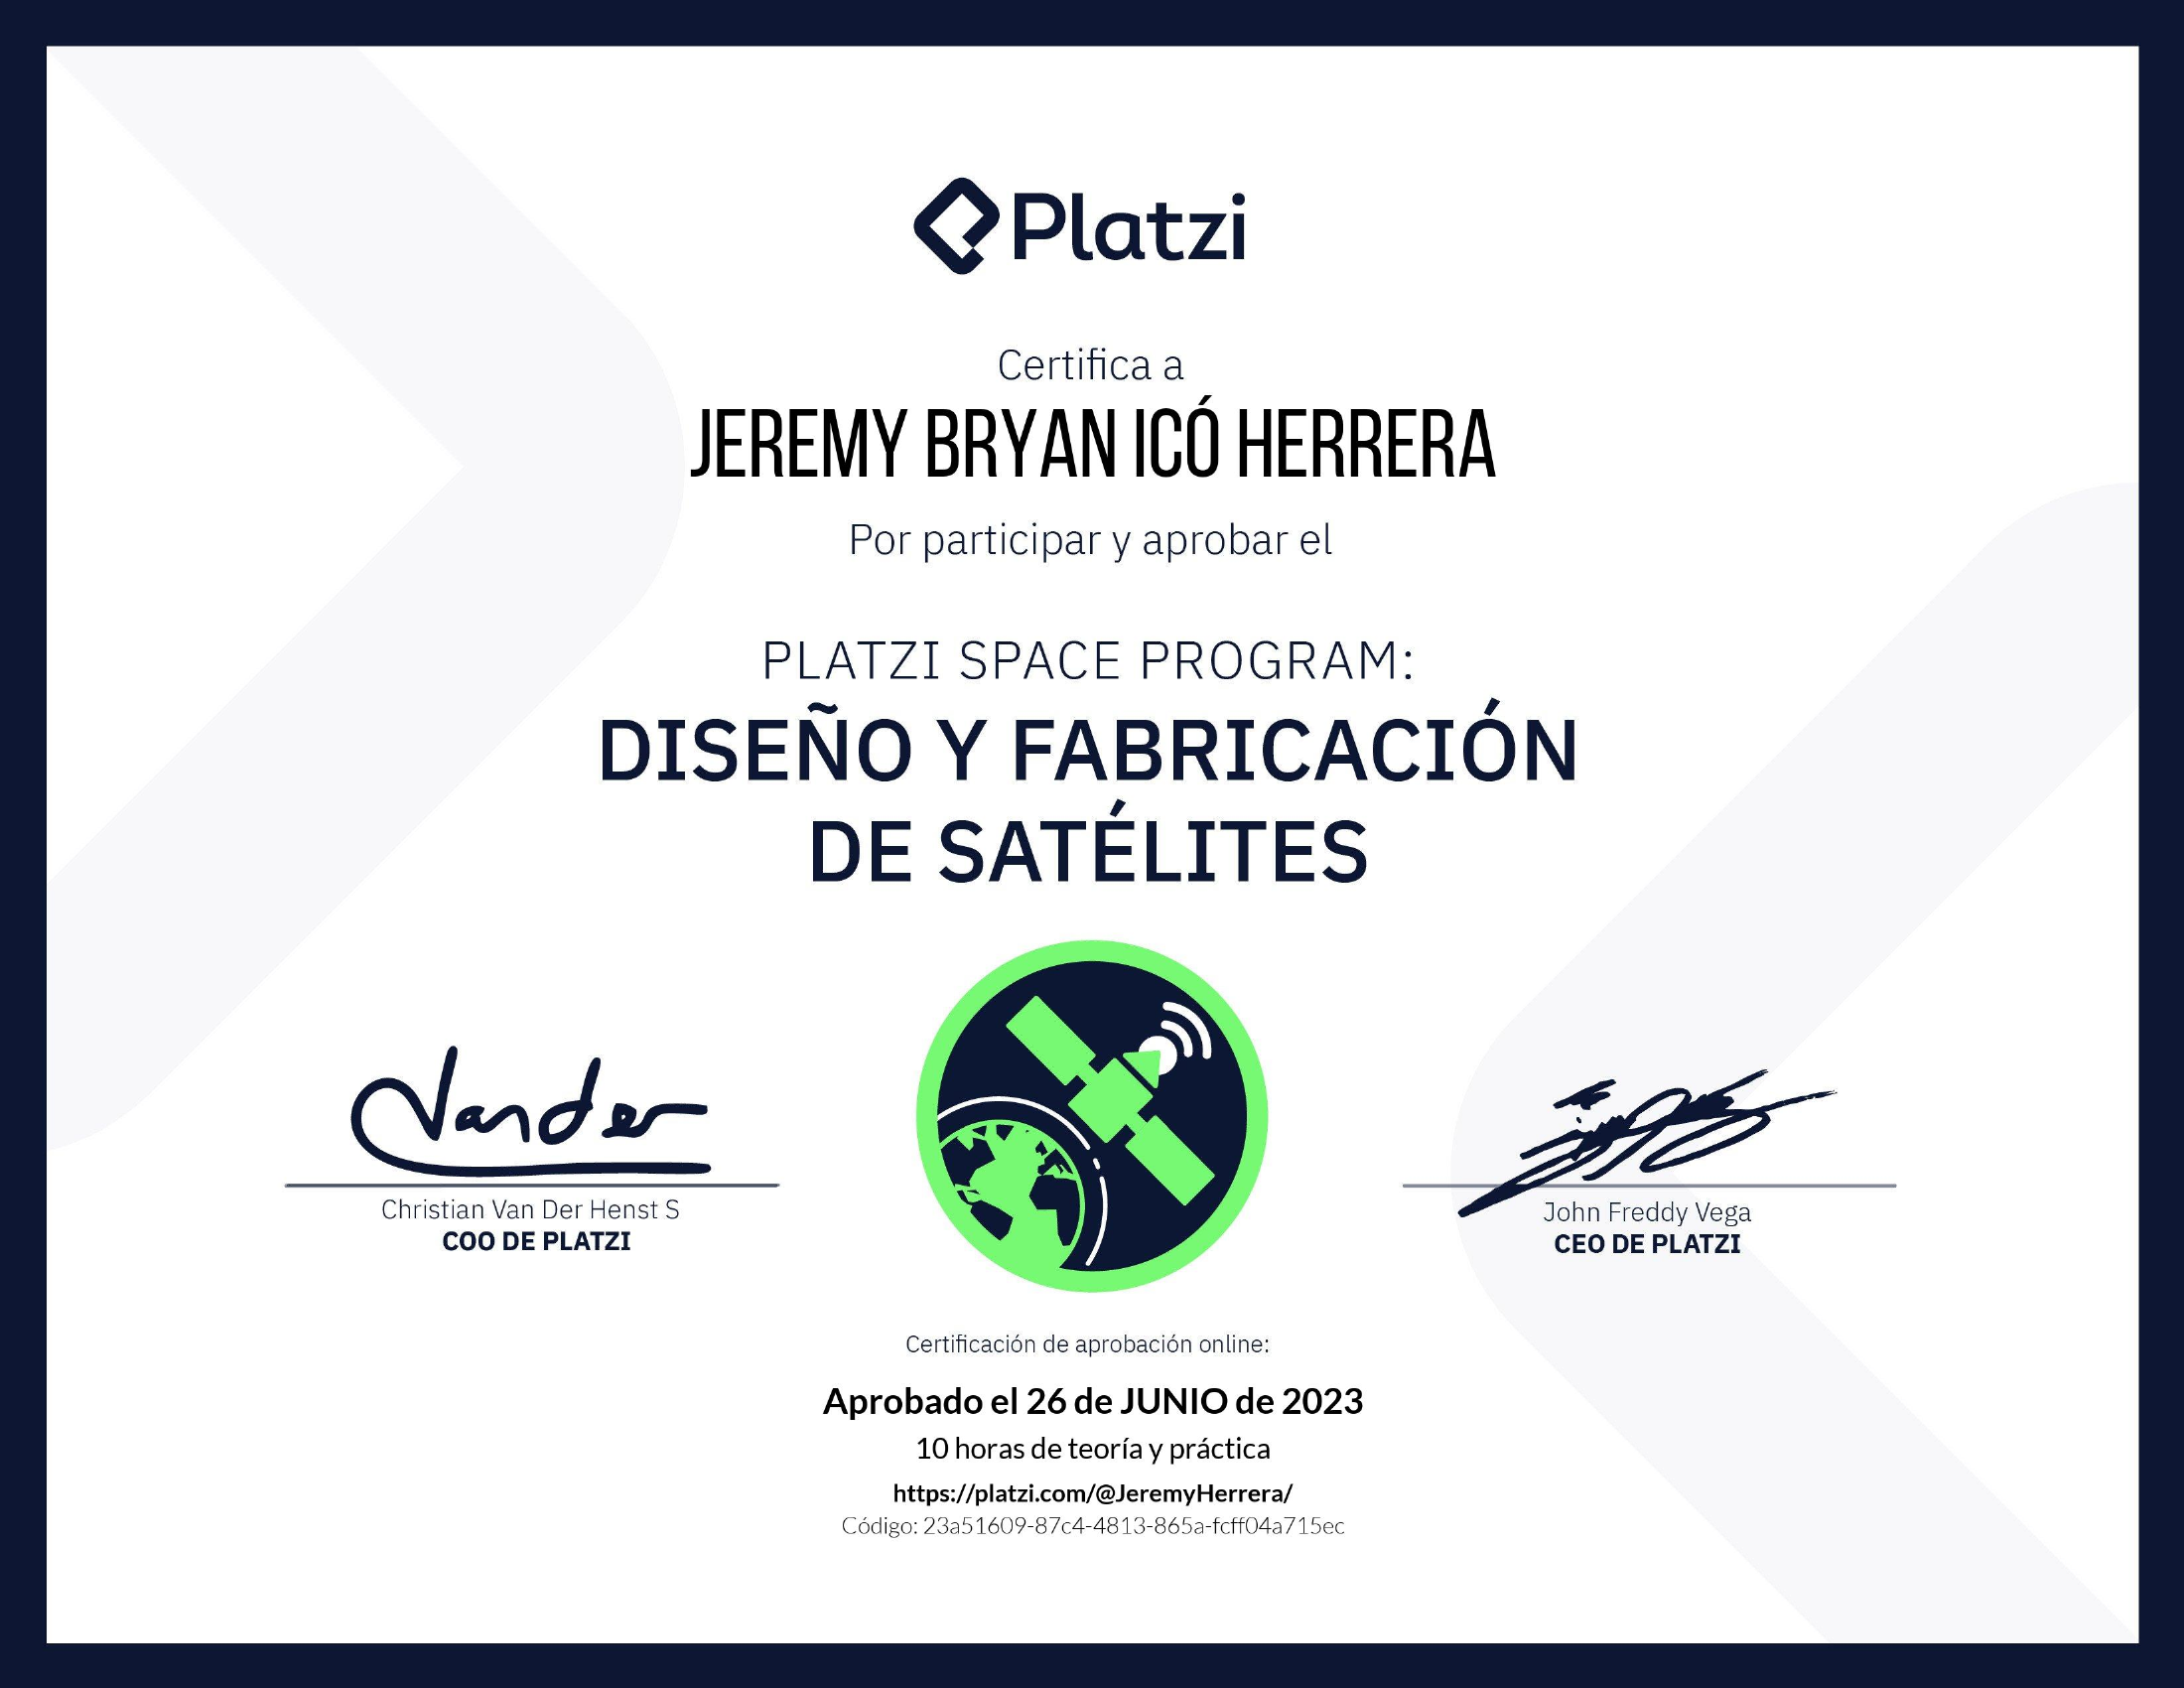 Platzi
Certifica a
JEREMY BRYAN ICÓ HERRERA
Por participar y aprobar el
PLATZI SPACE PROGRAM:
DISEÑO Y FABRICACIÓN
DE SATÉLITES
Vander
Christian Van Der Henst S
COO DE PLATZI
John Freddy Vega
CEO DE PLATZI
Certificación de aprobación online:
Aprobado el 26 de JUNIO de 2023
10 horas de teoría y práctica
https://platzi.com/@JeremyHerrera/
Código: 23a51609-87c4-4813-865a-fcff04a715ec